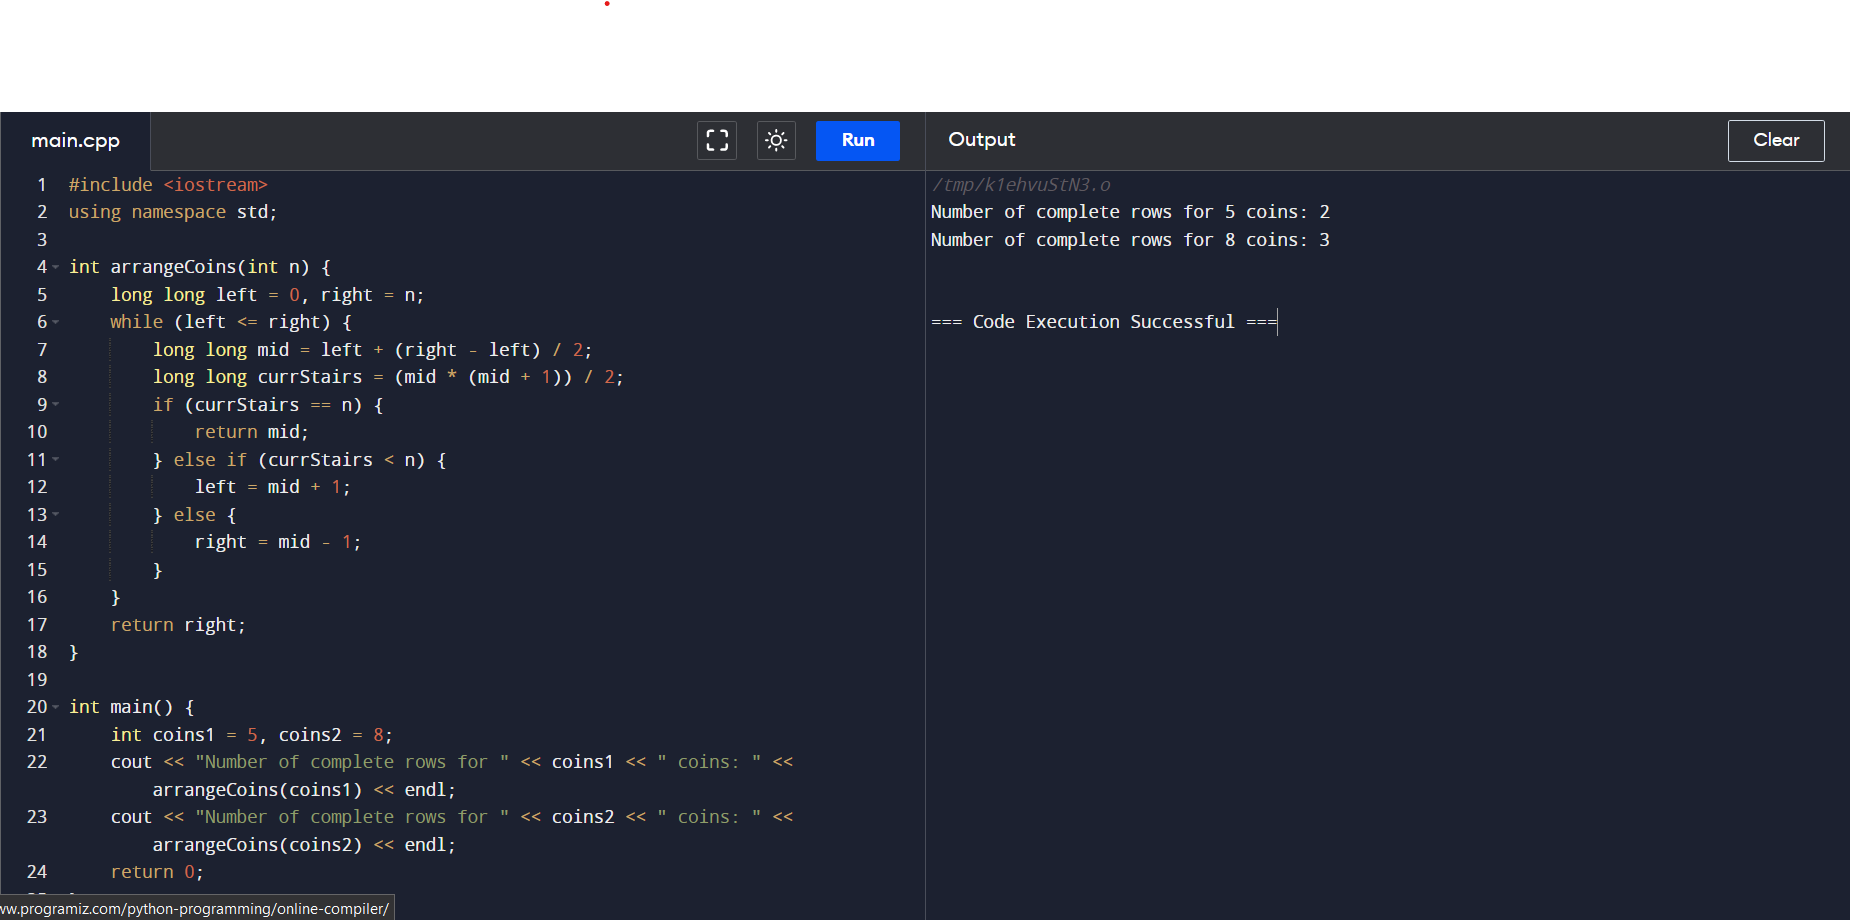 main.cpp
Run
Output
Clear
1 #include <iostream>
2 using namespace std;
3
4 int arrangeCoins(int n) {
5 long long left = 0, right = n;
6 while (left <= right) {
7 long long mid = left + (right - left) / 2;
8 long long currStairs = (mid * (mid + 1)) / 2;
9 if (currStairs == n) {
10 return mid;
11 } else if (currStairs < n) {
12 left = mid + 1;
13 } else {
14 right = mid - 1;
15 }
16 }
17 return right;
18 }
19
20 int main() {
21 int coins1 = 5, coins2 = 8;
22 cout << "Number of complete rows for " << coins1 << " coins: " <<
arrangeCoins(coins1) << endl;
23 cout << "Number of complete rows for " << coins2 << " coins: " <<
arrangeCoins(coins2) << endl;
24 return 0;
/tmp/k1ehvuStN3.o
Number of complete rows for 5 coins: 2
Number of complete rows for 8 coins: 3
=== Code Execution Successful ===
ww.programiz.com/python-programming/online-compiler/